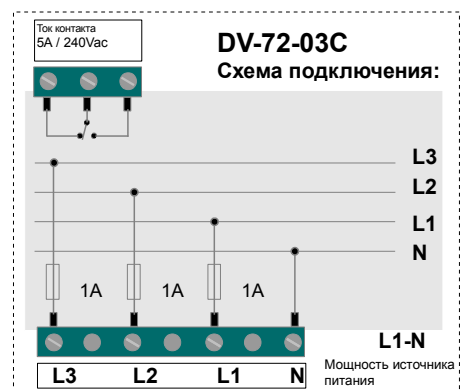 Ток контакта
5A / 240Vac
DV-72-03C
Схема подключения:
L3
L2
L1
N
1A 1A 1A
L1-N
L3 L2 L1 N
Мощность источника
питания